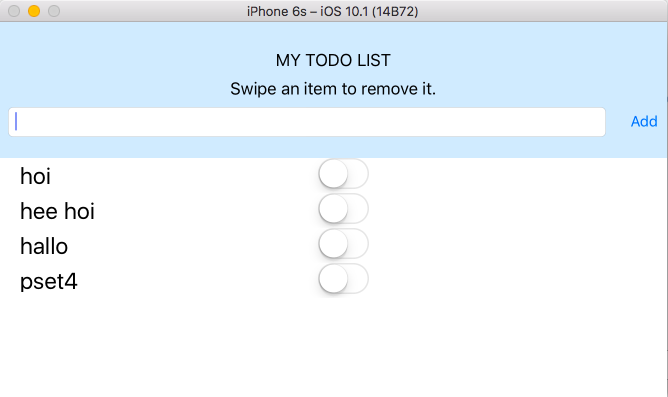 iPhone 6s – iOS 10.1 (14B72)
MY TODO LIST
Swipe an item to remove it.
Add
hoi
hee hoi
hallo
pset4